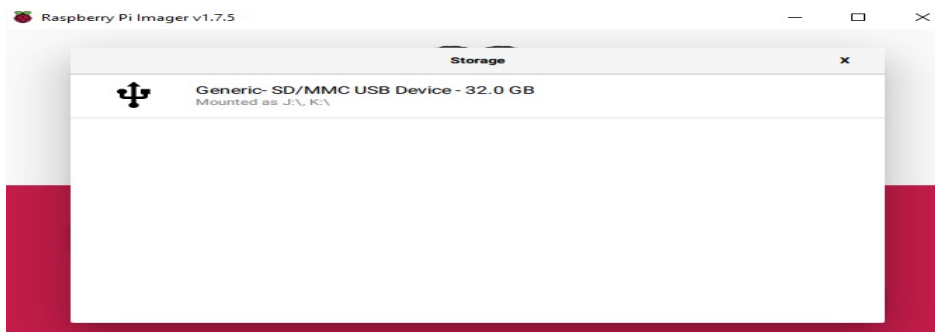 Raspberry Pi Imager v1.7.5
Storage
x
Generic- SD/MMC USB Device - 32.0 GB
Mounted as J:\, K:\